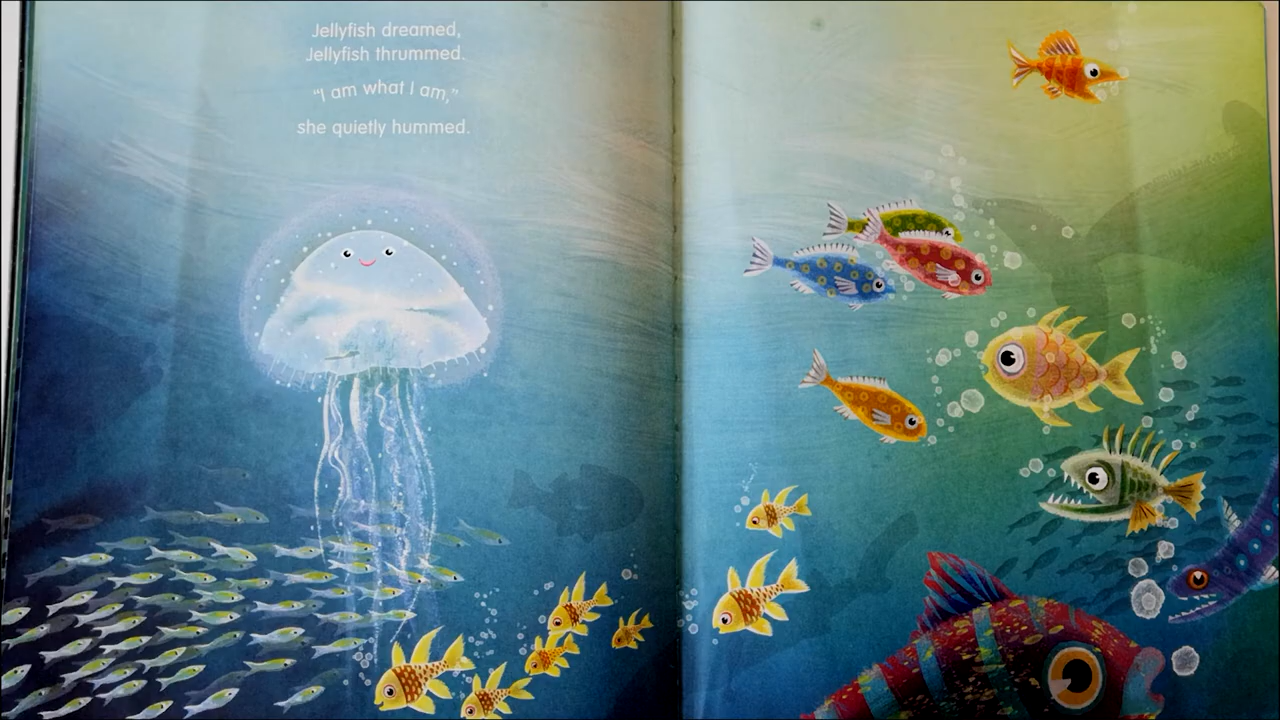 Jellyfish dreamed,
Jellyfish thrummed.
“I am what I am,”
she quietly hummed.